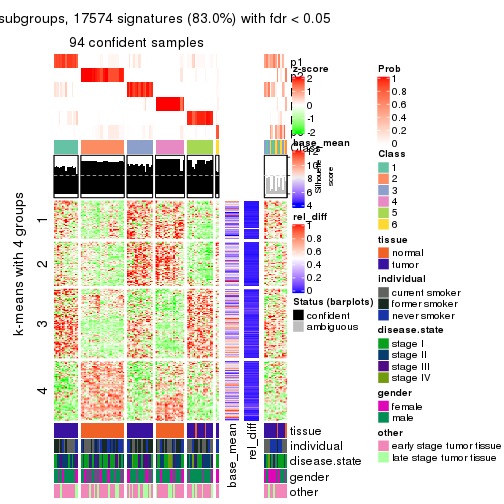 subgroups, 17574 signatures (83.0%) with fdr < 0.05
94 confident samples
k-means with 4 groups
1
2
3
4
p1
base_mean
rel_diff
tissue
individual
disease.state
gender
other
z-score
2
1
0
-1
-2
base_mean
12
10
8
6
4
Silhouette
score
rel_diff
1
0.8
0.6
0.4
0.2
0
Status (barplots)
confident
ambiguous
Prob
1
0.8
0.6
0.4
0.2
0
Class
1
2
3
4
5
6
tissue
normal
tumor
individual
current smoker
former smoker
never smoker
disease.state
stage I
stage II
stage III
stage IV
gender
female
male
other
early stage tumor tissue
late stage tumor tissue